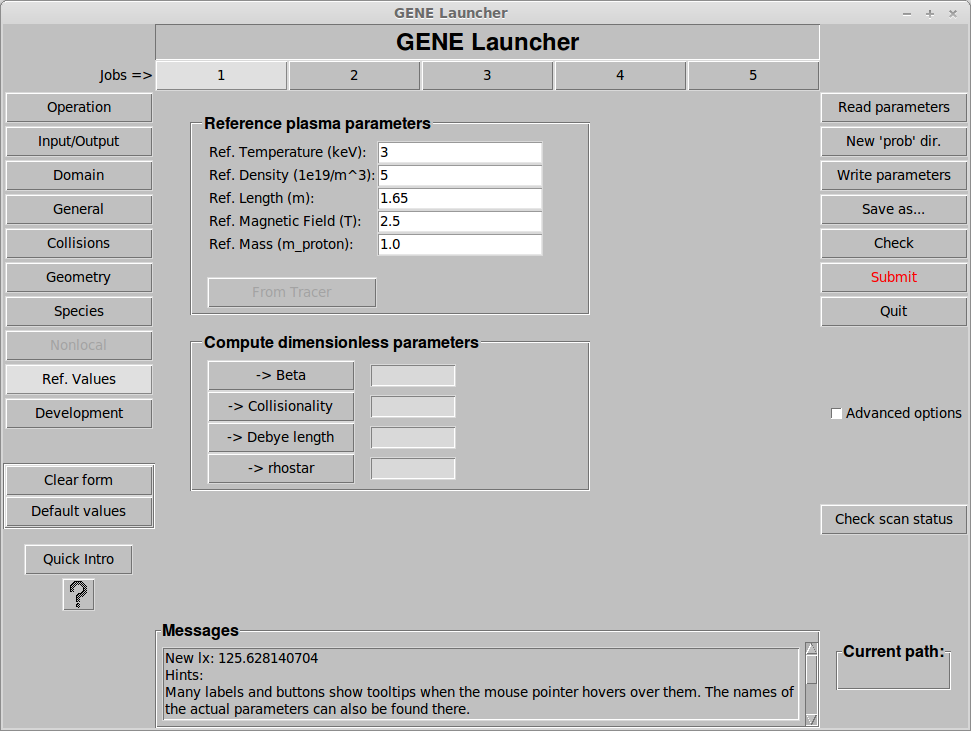 GENE Launcher
GENE Launcher
Jobs => 1 2 3 4 5
Operation
Input/Output
Domain
General
Collisions
Geometry
Species
Nonlocal
Ref. Values
Development
Clear form
Default values
Quick Intro
?
Reference plasma parameters
Ref. Temperature (keV): 3
Ref. Density (1e19/m^3): 5
Ref. Length (m): 1.65
Ref. Magnetic Field (T): 2.5
Ref. Mass (m_proton): 1.0
From Tracer
Compute dimensionless parameters
-> Beta
-> Collisionality
-> Debye length
-> rhostar
Read parameters
New 'prob' dir.
Write parameters
Save as...
Check
Submit
Quit
Advanced options
Check scan status
Messages
New lx: 125.628140704
Hints:
Many labels and buttons show tooltips when the mouse pointer hovers over them. The names of
the actual parameters can also be found there.
Current path: